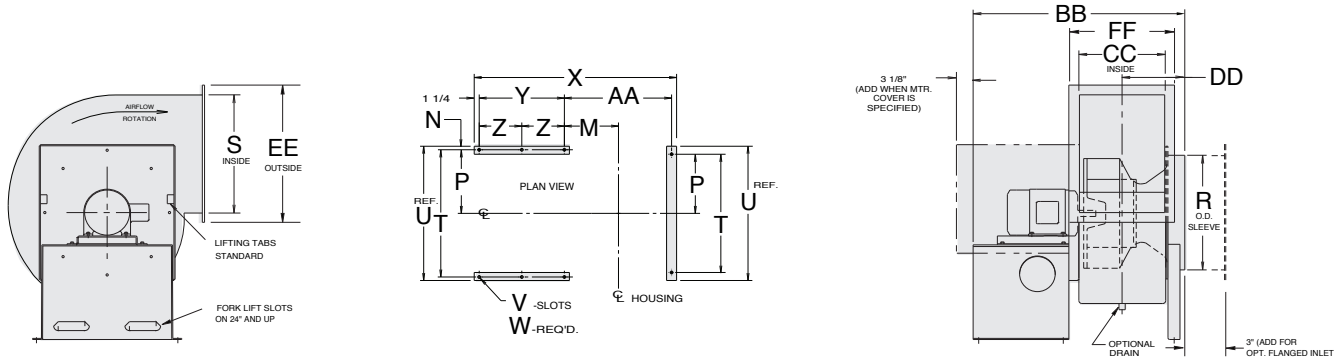 AIRFLOW
ROTATION
S
INSIDE
EE
OUTSIDE
LIFTING TABS
STANDARD
FORK LIFT SLOTS
ON 24" AND UP
X
1 1/4
Y
AA
N
Z
Z
M
P
PLAN VIEW
P
REF.
U
T
℄
T
U
REF.
V -SLOTS
W-REQ'D.
℄ HOUSING
BB
FF
CC
INSIDE
DD
3 1/8"
(ADD WHEN MTR.
COVER IS
SPECIFIED)
R
O.D.
SLEEVE
OPTIONAL
DRAIN
3" (ADD FOR
OPT. FLANGED INLET